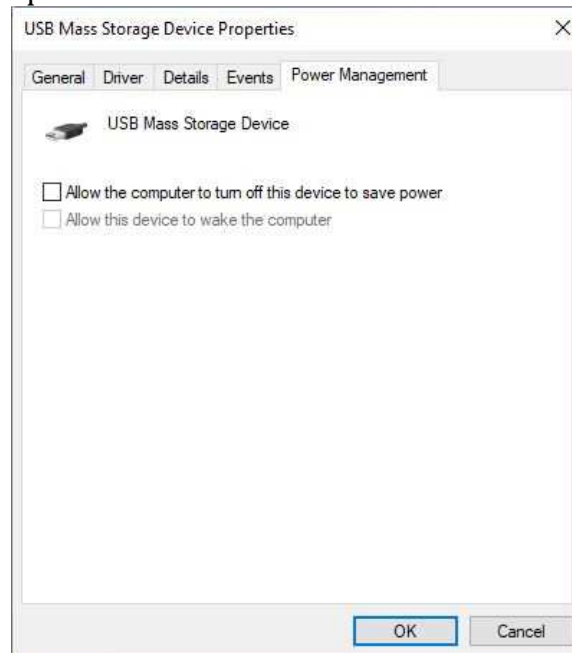 USB Mass Storage Device Properties
General Driver Details Events Power Management
USB Mass Storage Device
Allow the computer to turn off this device to save power
Allow this device to wake the computer
OK Cancel